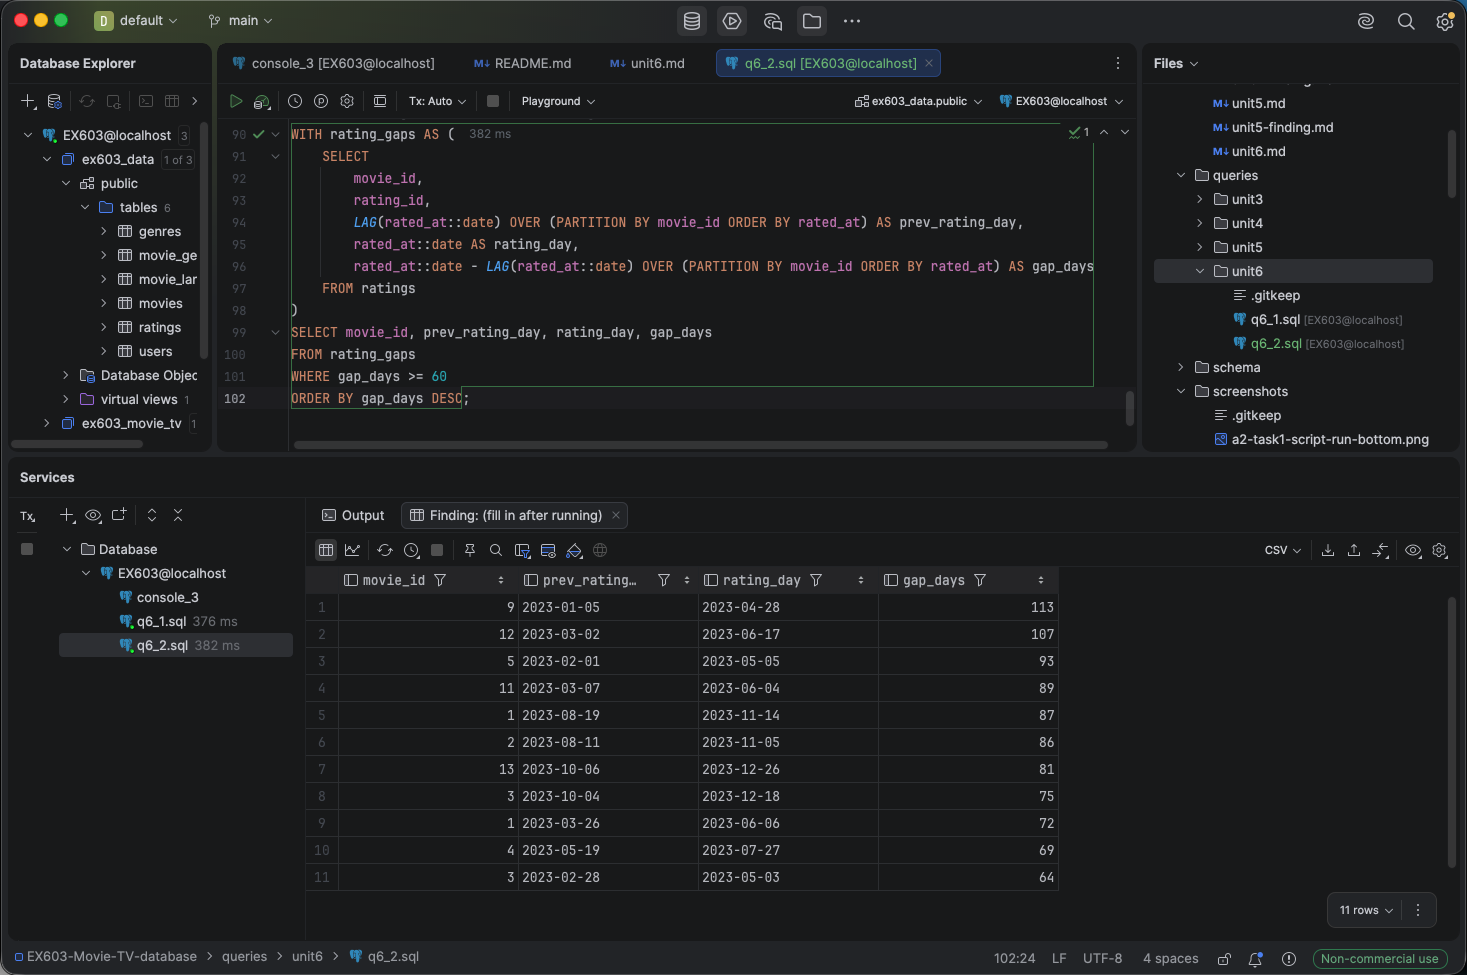 D default
main
Database Explorer
EX603@localhost 3
ex603_data 1 of 3
public
tables 6
genres
movie_ge
movie_lar
movies
ratings
users
Database Objec
virtual views 1
ex603_movie_tv 1
console_3 [EX603@localhost]
README.md
unit6.md
q6_2.sql [EX603@localhost]
Tx: Auto
Playground
ex603_data.public
EX603@localhost
1
90 WITH rating_gaps AS ( 382 ms
91 SELECT
92 movie_id,
93 rating_id,
94 LAG(rated_at::date) OVER (PARTITION BY movie_id ORDER BY rated_at) AS prev_rating_day,
95 rated_at::date AS rating_day,
96 rated_at::date - LAG(rated_at::date) OVER (PARTITION BY movie_id ORDER BY rated_at) AS gap_days
97 FROM ratings
98 )
99 SELECT movie_id, prev_rating_day, rating_day, gap_days
100 FROM rating_gaps
101 WHERE gap_days >= 60
102 ORDER BY gap_days DESC;
Files
M↓ unit5.md
M↓ unit5-finding.md
M↓ unit6.md
queries
unit3
unit4
unit5
unit6
.gitkeep
q6_1.sql [EX603@localhost]
q6_2.sql [EX603@localhost]
schema
screenshots
.gitkeep
a2-task1-script-run-bottom.png
Services
Tx
Database
EX603@localhost
console_3
q6_1.sql 376 ms
q6_2.sql 382 ms
Output
Finding: (fill in after running)
CSV
movie_id prev_rating… rating_day gap_days
1 9 2023-01-05 2023-04-28 113
2 12 2023-03-02 2023-06-17 107
3 5 2023-02-01 2023-05-05 93
4 11 2023-03-07 2023-06-04 89
5 1 2023-08-19 2023-11-14 87
6 2 2023-08-11 2023-11-05 86
7 13 2023-10-06 2023-12-26 81
8 3 2023-10-04 2023-12-18 75
9 1 2023-03-26 2023-06-06 72
10 4 2023-05-19 2023-07-27 69
11 3 2023-02-28 2023-05-03 64
11 rows
EX603-Movie-TV-database > queries > unit6 > q6_2.sql
102:24 LF UTF-8 4 spaces
Non-commercial use